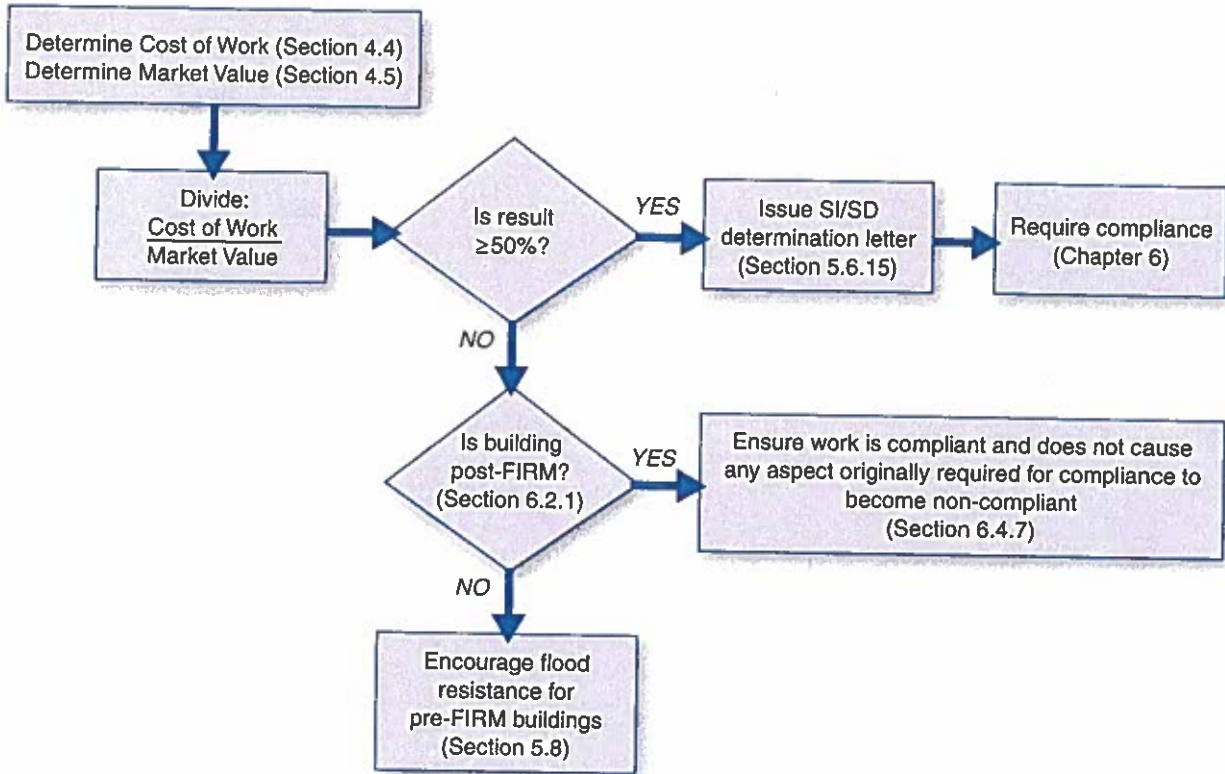 Determine Cost of Work (Section 4.4)
Determine Market Value (Section 4.5)
Divide:
Cost of Work
Market Value
Is result
≥50%?
YES
Issue SI/SD
determination letter
(Section 5.6.15)
Require compliance
(Chapter 6)
NO
Is building
post-FIRM?
(Section 6.2.1)
YES
Ensure work is compliant and does not cause
any aspect originally required for compliance to
become non-compliant
(Section 6.4.7)
NO
Encourage flood
resistance for
pre-FIRM buildings
(Section 5.8)